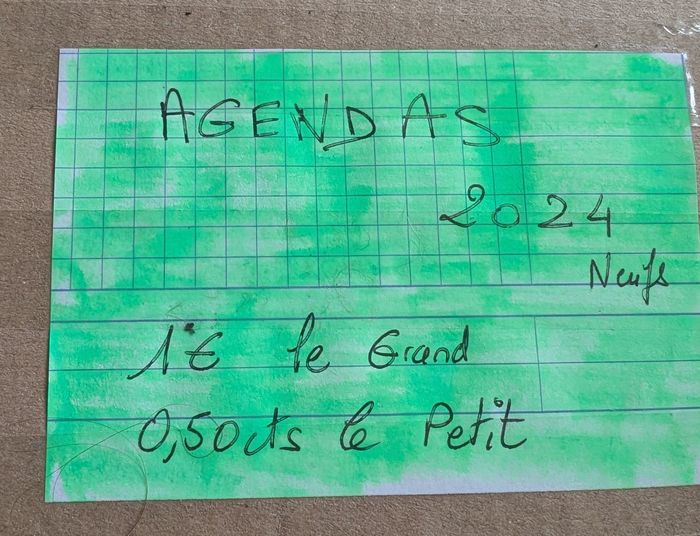 AGENDAS
2024
Neufs
1€ le Grand
0,50cts le Petit